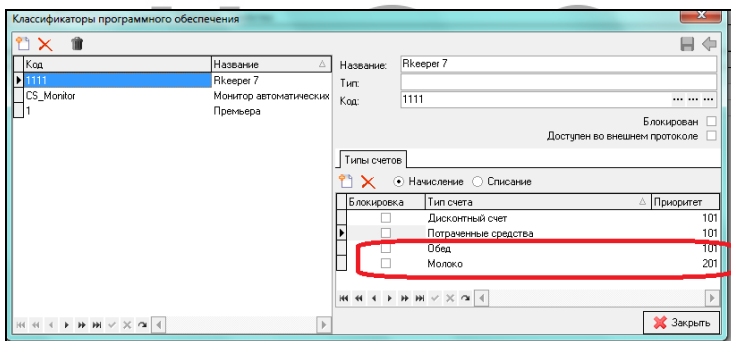 Классификаторы программного обеспечения
Код Название
1111 Rkeeper 7
CS_Monitor Монитор автоматических
1 Премьера
Название: Rkeeper 7
Тип:
Код: 1111
Блокирован
Доступен во внешнем протоколе
Типы счетов
Начисление Списание
Блокировка Тип счета Приоритет
Дисконтный счет 101
Потраченные средства 101
Обед 101
Молоко 201
Закрыть